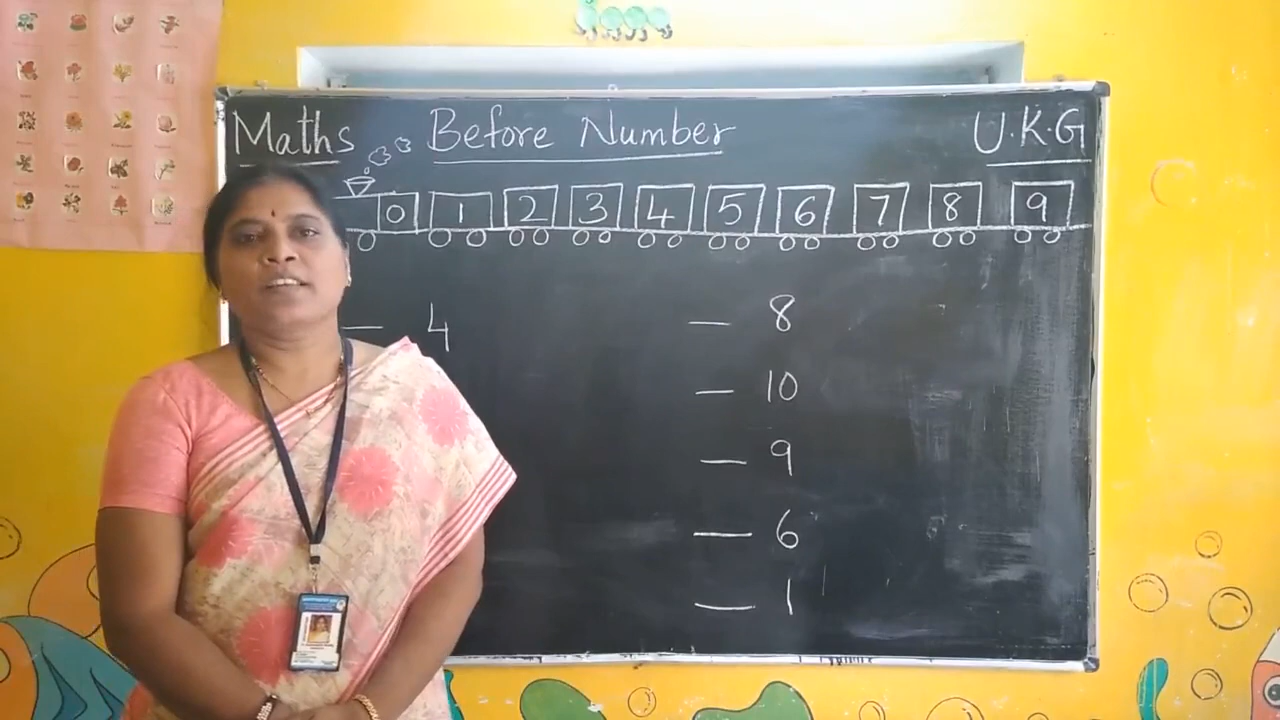 Maths Before Number U.K.G
0 1 2 3 4 5 6 7 8 9
— 4 — 8
— 10
— 9
— 6
— 1